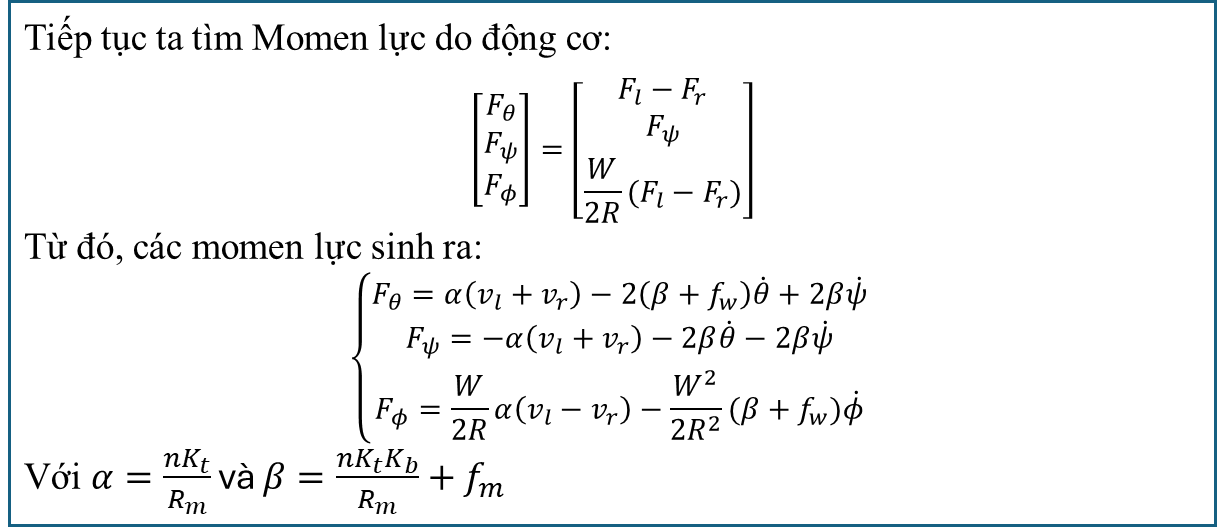 Tiếp tục ta tìm Momen lực do động cơ:
[F_θ; F_ψ; F_ϕ] = [F_l − F_r; F_ψ; W/2R (F_l − F_r)]
Từ đó, các momen lực sinh ra:
F_θ = α(v_l + v_r) − 2(β + f_w)θ̇ + 2βψ̇
F_ψ = −α(v_l + v_r) − 2βθ̇ − 2βψ̇
F_ϕ = W/2R α(v_l − v_r) − W²/2R² (β + f_w)ϕ̇
Với α = nK_t/R_m và β = nK_tK_b/R_m + f_m